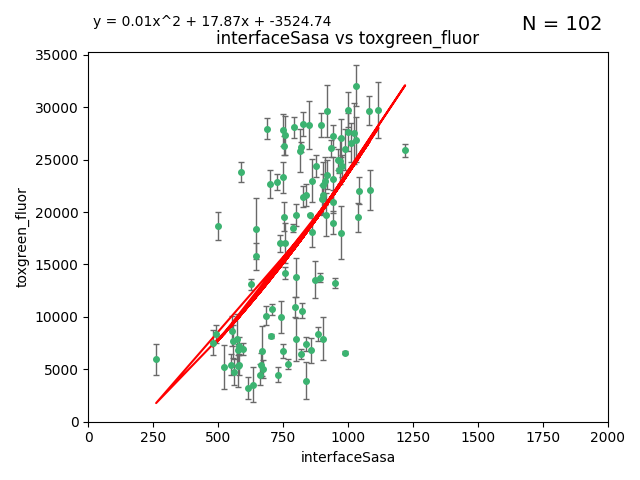 y = 0.01x^2 + 17.87x + -3524.74
N = 102
interfaceSasa vs toxgreen_fluor
35000
30000
25000
20000
15000
10000
5000
0
toxgreen_fluor
0 250 500 750 1000 1250 1500 1750 2000
interfaceSasa